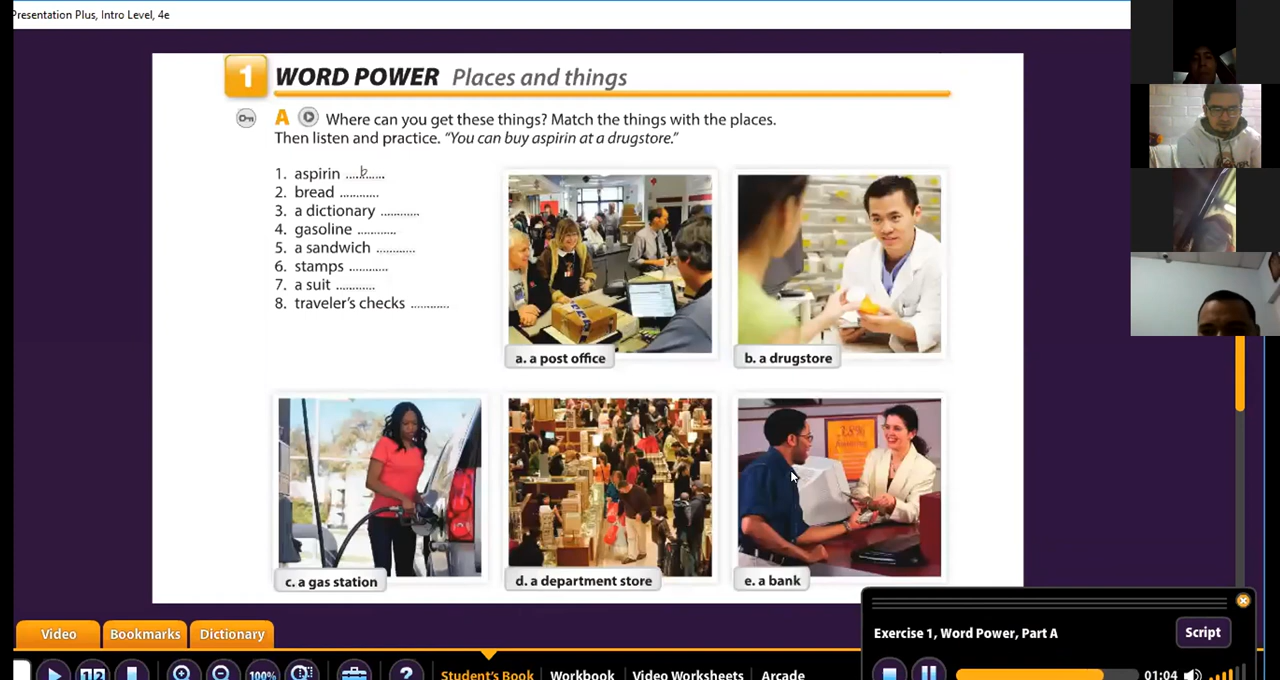 Presentation Plus, Intro Level, 4e
1 WORD POWER Places and things
A Where can you get these things? Match the things with the places.
Then listen and practice. "You can buy aspirin at a drugstore."
1. aspirin .....b.......
2. bread ............
3. a dictionary ............
4. gasoline ............
5. a sandwich ............
6. stamps ............
7. a suit ............
8. traveler's checks ............
a. a post office
b. a drugstore
c. a gas station
d. a department store
e. a bank
Exercise 1, Word Power, Part A
Script
Video Bookmarks Dictionary
1 2 100% ? Student's Book Workbook Video Worksheets Arcade
01:04